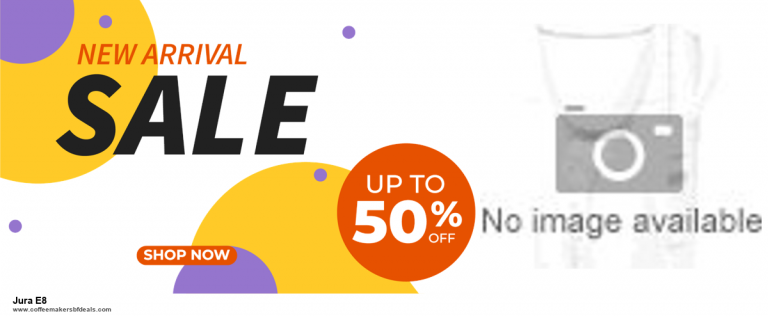 NEW ARRIVAL
SALE
UP TO
50%
OFF
No image available
SHOP NOW
Jura E8
www.coffeemakersbfdeals.com